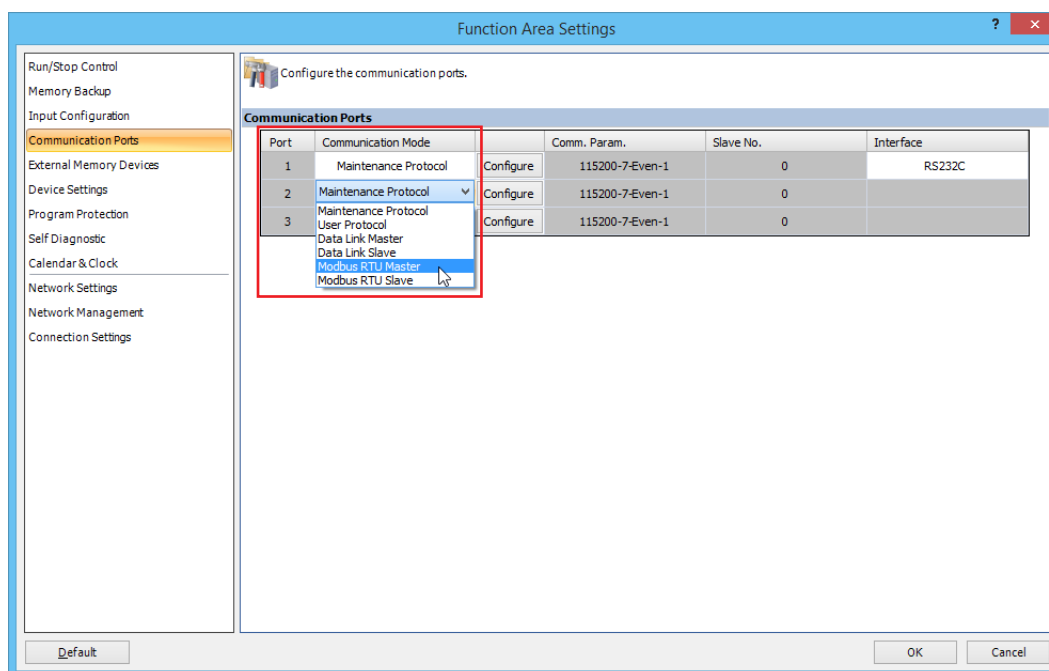 Function Area Settings
?
Run/Stop Control
Memory Backup
Input Configuration
Communication Ports
External Memory Devices
Device Settings
Program Protection
Self Diagnostic
Calendar & Clock
Network Settings
Network Management
Connection Settings
Configure the communication ports.
Communication Ports
Port Communication Mode Comm. Param. Slave No. Interface
1 Maintenance Protocol Configure 115200-7-Even-1 0 RS232C
2 Maintenance Protocol Configure 115200-7-Even-1 0
3 Configure 115200-7-Even-1 0
Maintenance Protocol
User Protocol
Data Link Master
Data Link Slave
Modbus RTU Master
Modbus RTU Slave
Default
OK
Cancel